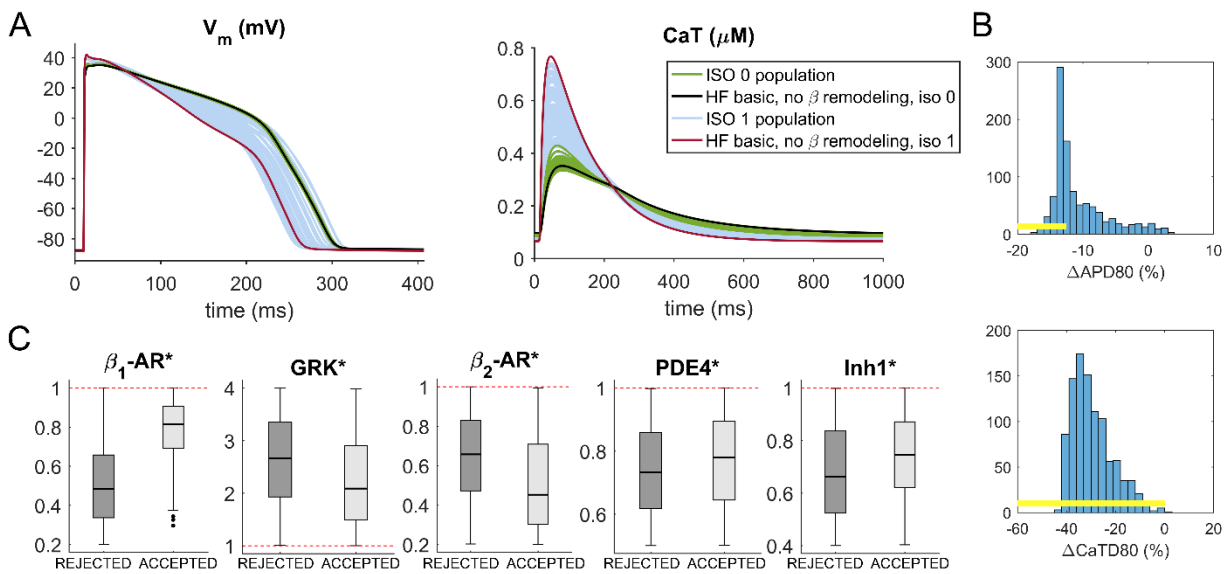 A
V_m (mV)
40
20
0
-20
-40
-60
-80
0
100
200
300
400
time (ms)
CaT (μM)
0.8
0.6
0.4
0.2
0
0
200
400
600
800
1000
time (ms)
ISO 0 population
HF basic, no β remodeling, iso 0
ISO 1 population
HF basic, no β remodeling, iso 1
B
300
200
100
0
-20
-10
0
10
ΔAPD80 (%)
200
150
100
50
0
-60
-40
-20
0
20
ΔCaTD80 (%)
C
β₁-AR*
1
0.8
0.6
0.4
0.2
REJECTED ACCEPTED
GRK*
4
3
2
1
REJECTED ACCEPTED
β₂-AR*
1
0.8
0.6
0.4
0.2
REJECTED ACCEPTED
PDE4*
1
0.8
0.6
REJECTED ACCEPTED
Inh1*
1
0.8
0.6
0.4
REJECTED ACCEPTED